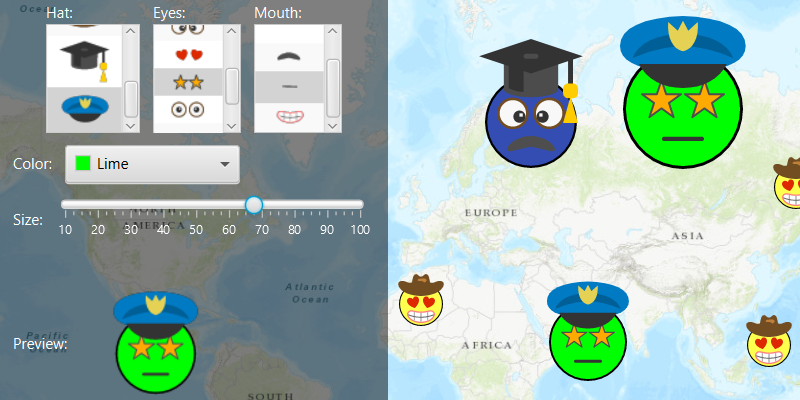 Ocean
Hat:
Eyes:
Mouth:
Color:
Lime
NORTH
AMERICA
Size:
10 20 30 40 50 60 70 80 90 100
Atlantic
Ocean
Pacific
Ocean
Preview:
SOUTH
EUROPE
ASIA
AFRICA